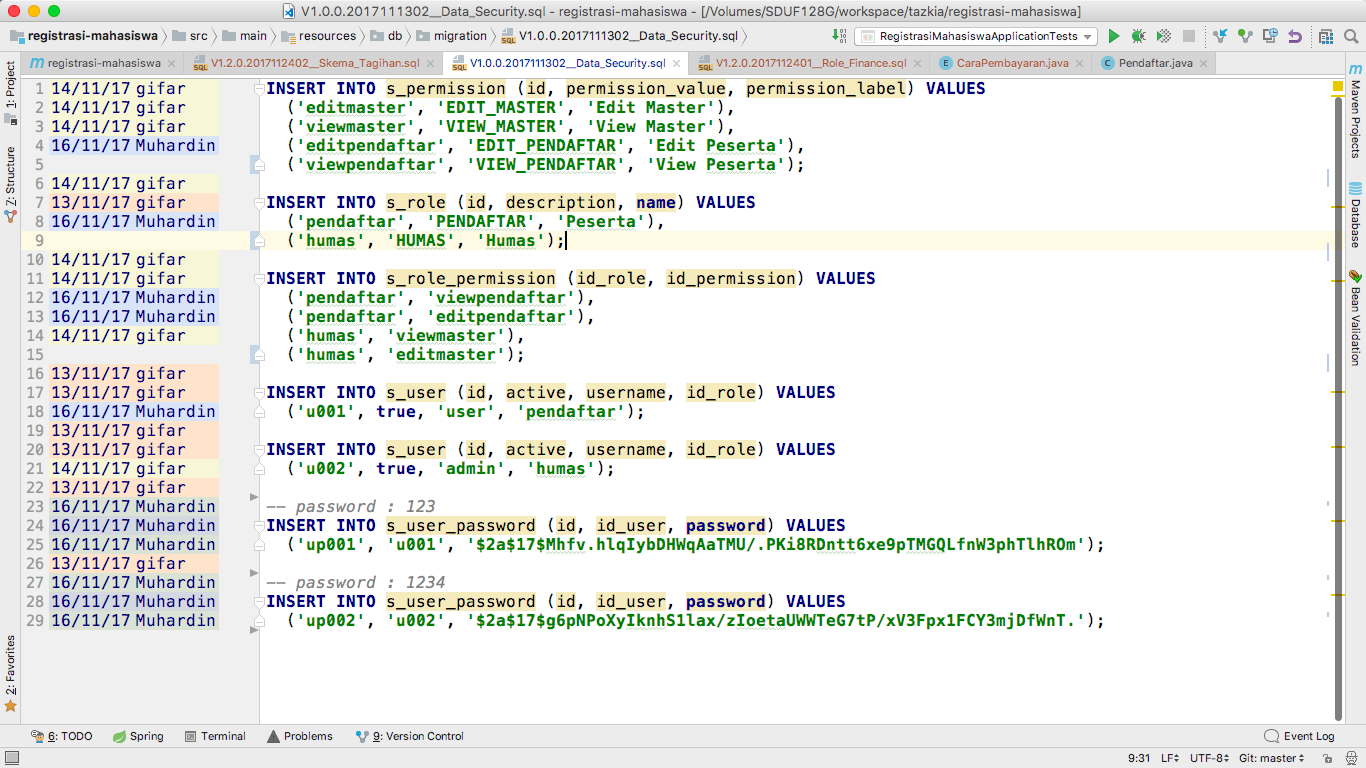 V1.0.0.2017111302__Data_Security.sql - registrasi-mahasiswa - [/Volumes/SDUF128G/workspace/tazkia/registrasi-mahasiswa]
registrasi-mahasiswa src main resources db migration V1.0.0.2017111302__Data_Security.sql RegistrasiMahasiswaApplicationTests
registrasi-mahasiswa V1.2.0.2017112402__Skema_Tagihan.sql V1.0.0.2017111302__Data_Security.sql V1.2.0.2017112401__Role_Finance.sql CaraPembayaran.java Pendaftar.java
1: Project
Z: Structure
2: Favorites
1 14/11/17 gifar INSERT INTO s_permission (id, permission_value, permission_label) VALUES
2 14/11/17 gifar ('editmaster', 'EDIT_MASTER', 'Edit Master'),
3 14/11/17 gifar ('viewmaster', 'VIEW_MASTER', 'View Master'),
4 16/11/17 Muhardin ('editpendaftar', 'EDIT_PENDAFTAR', 'Edit Peserta'),
5 ('viewpendaftar', 'VIEW_PENDAFTAR', 'View Peserta');
6 14/11/17 gifar
7 13/11/17 gifar INSERT INTO s_role (id, description, name) VALUES
8 16/11/17 Muhardin ('pendaftar', 'PENDAFTAR', 'Peserta'),
9 ('humas', 'HUMAS', 'Humas');
10 14/11/17 gifar
11 14/11/17 gifar INSERT INTO s_role_permission (id_role, id_permission) VALUES
12 16/11/17 Muhardin ('pendaftar', 'viewpendaftar'),
13 16/11/17 Muhardin ('pendaftar', 'editpendaftar'),
14 14/11/17 gifar ('humas', 'viewmaster'),
15 ('humas', 'editmaster');
16 13/11/17 gifar
17 13/11/17 gifar INSERT INTO s_user (id, active, username, id_role) VALUES
18 16/11/17 Muhardin ('u001', true, 'user', 'pendaftar');
19 13/11/17 gifar
20 13/11/17 gifar INSERT INTO s_user (id, active, username, id_role) VALUES
21 14/11/17 gifar ('u002', true, 'admin', 'humas');
22 13/11/17 gifar
23 16/11/17 Muhardin -- password : 123
24 16/11/17 Muhardin INSERT INTO s_user_password (id, id_user, password) VALUES
25 16/11/17 Muhardin ('up001', 'u001', '$2a$17$Mhfv.hlqIybDHWqAaTMU/.PKi8RDntt6xe9pTMGQLfnW3phTlhROm');
26 13/11/17 gifar
27 16/11/17 Muhardin -- password : 1234
28 16/11/17 Muhardin INSERT INTO s_user_password (id, id_user, password) VALUES
29 16/11/17 Muhardin ('up002', 'u002', '$2a$17$g6pNPoXyIknhS1lax/zIoetaUWWTeG7tP/xV3Fpx1FCY3mjDfWnT.');
Maven Projects
Database
Bean Validation
6: TODO Spring Terminal Problems 9: Version Control Event Log
9:31 LF UTF-8 Git: master